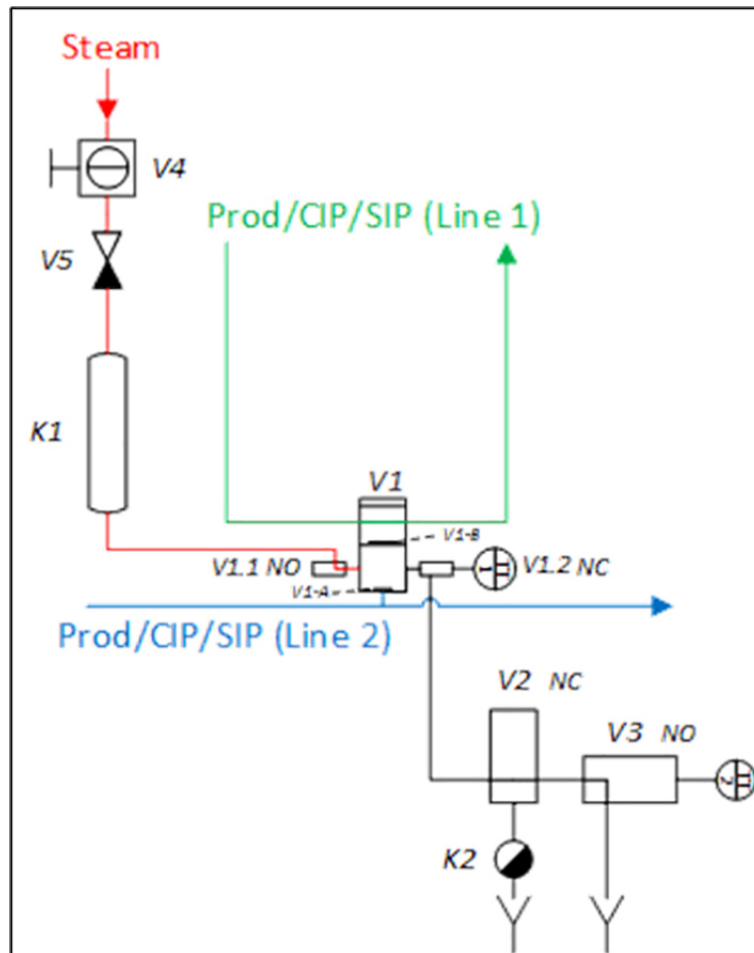 Steam
V4
Prod/CIP/SIP (Line 1)
V5
K1
V1
V1-B
V1.1 NO
V1.2 NC
V1-A
Prod/CIP/SIP (Line 2)
V2 NC
V3 NO
K2